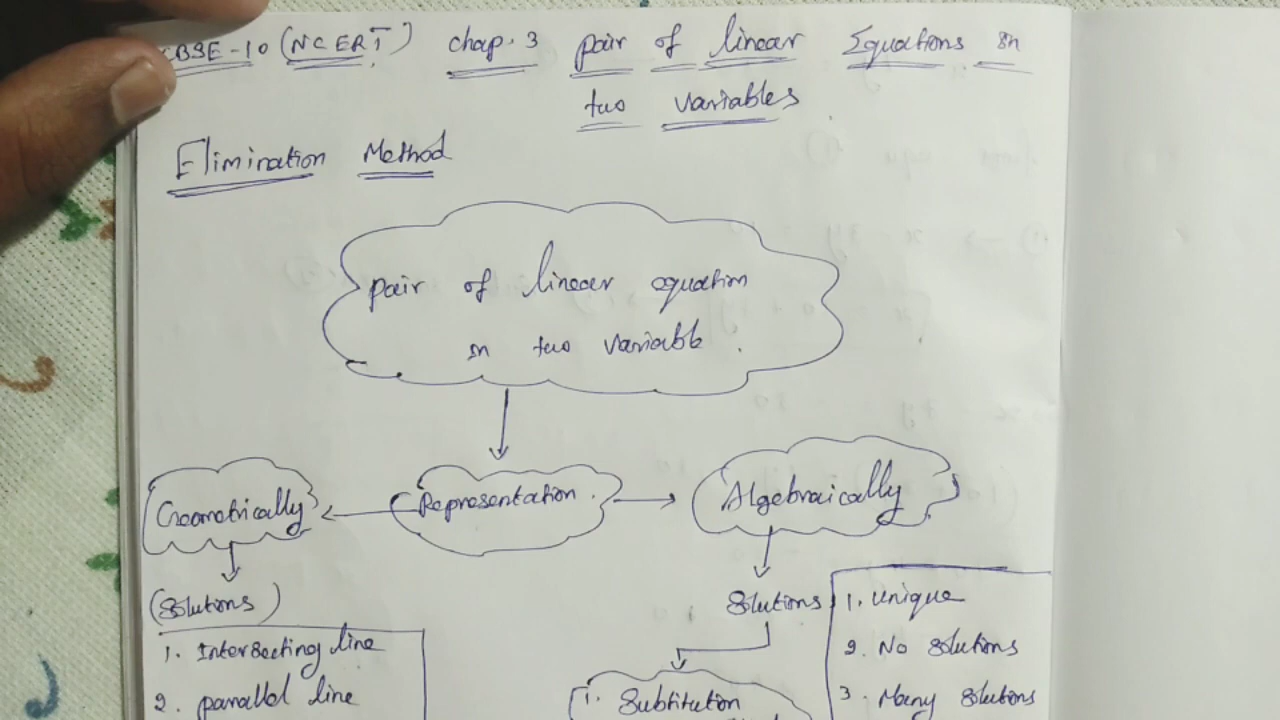 CBSE-10 (NCERT) chap. 3 pair of linear Equations in
two variables
Elimination Method
pair of linear equation
in two variable.
Geometrically
Representation.
Algebraically
(Solutions)
1. Intersecting line
2. parallel line
Solutions
1. Unique
2. No solutions
3. Many solutions
1. Subtitution